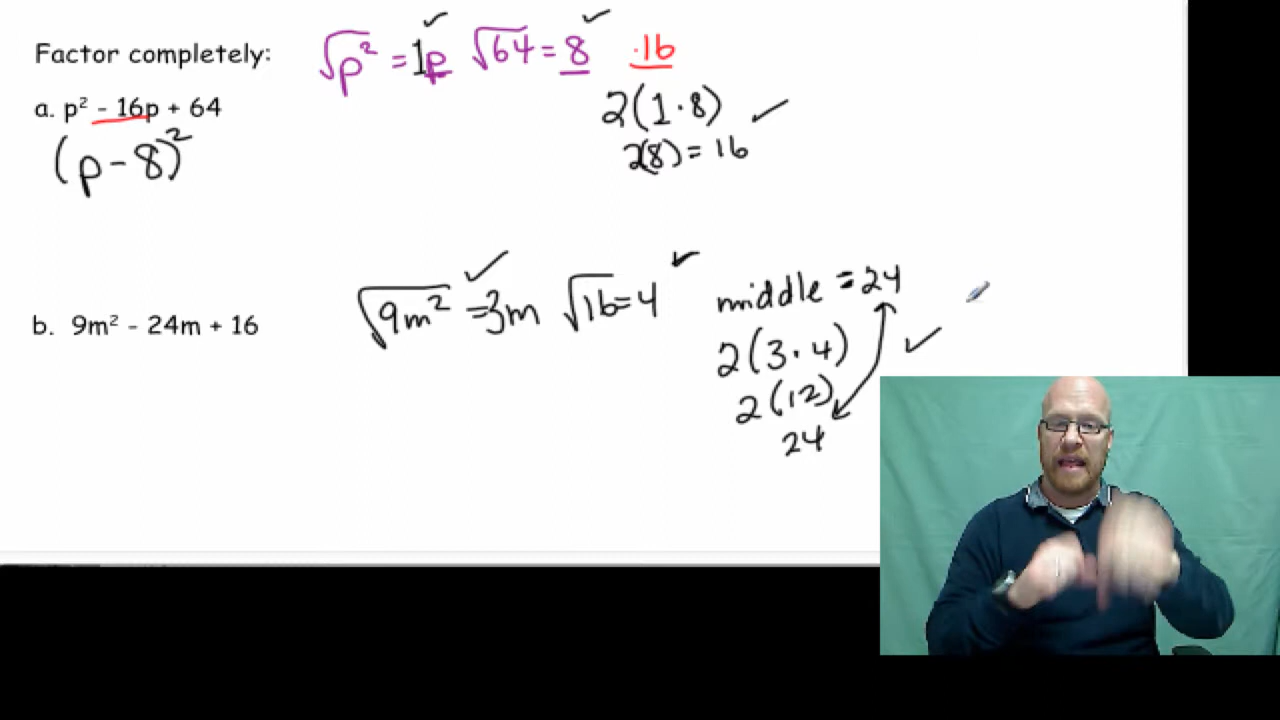 Factor completely:
√p² = 1p √64 = 8 ·16
a. p² - 16p + 64
2(1·8)
(p - 8)²
2(8) = 16
√9m² = 3m √16 = 4 middle = 24
b. 9m² - 24m + 16
2(3·4)
2(12)
24